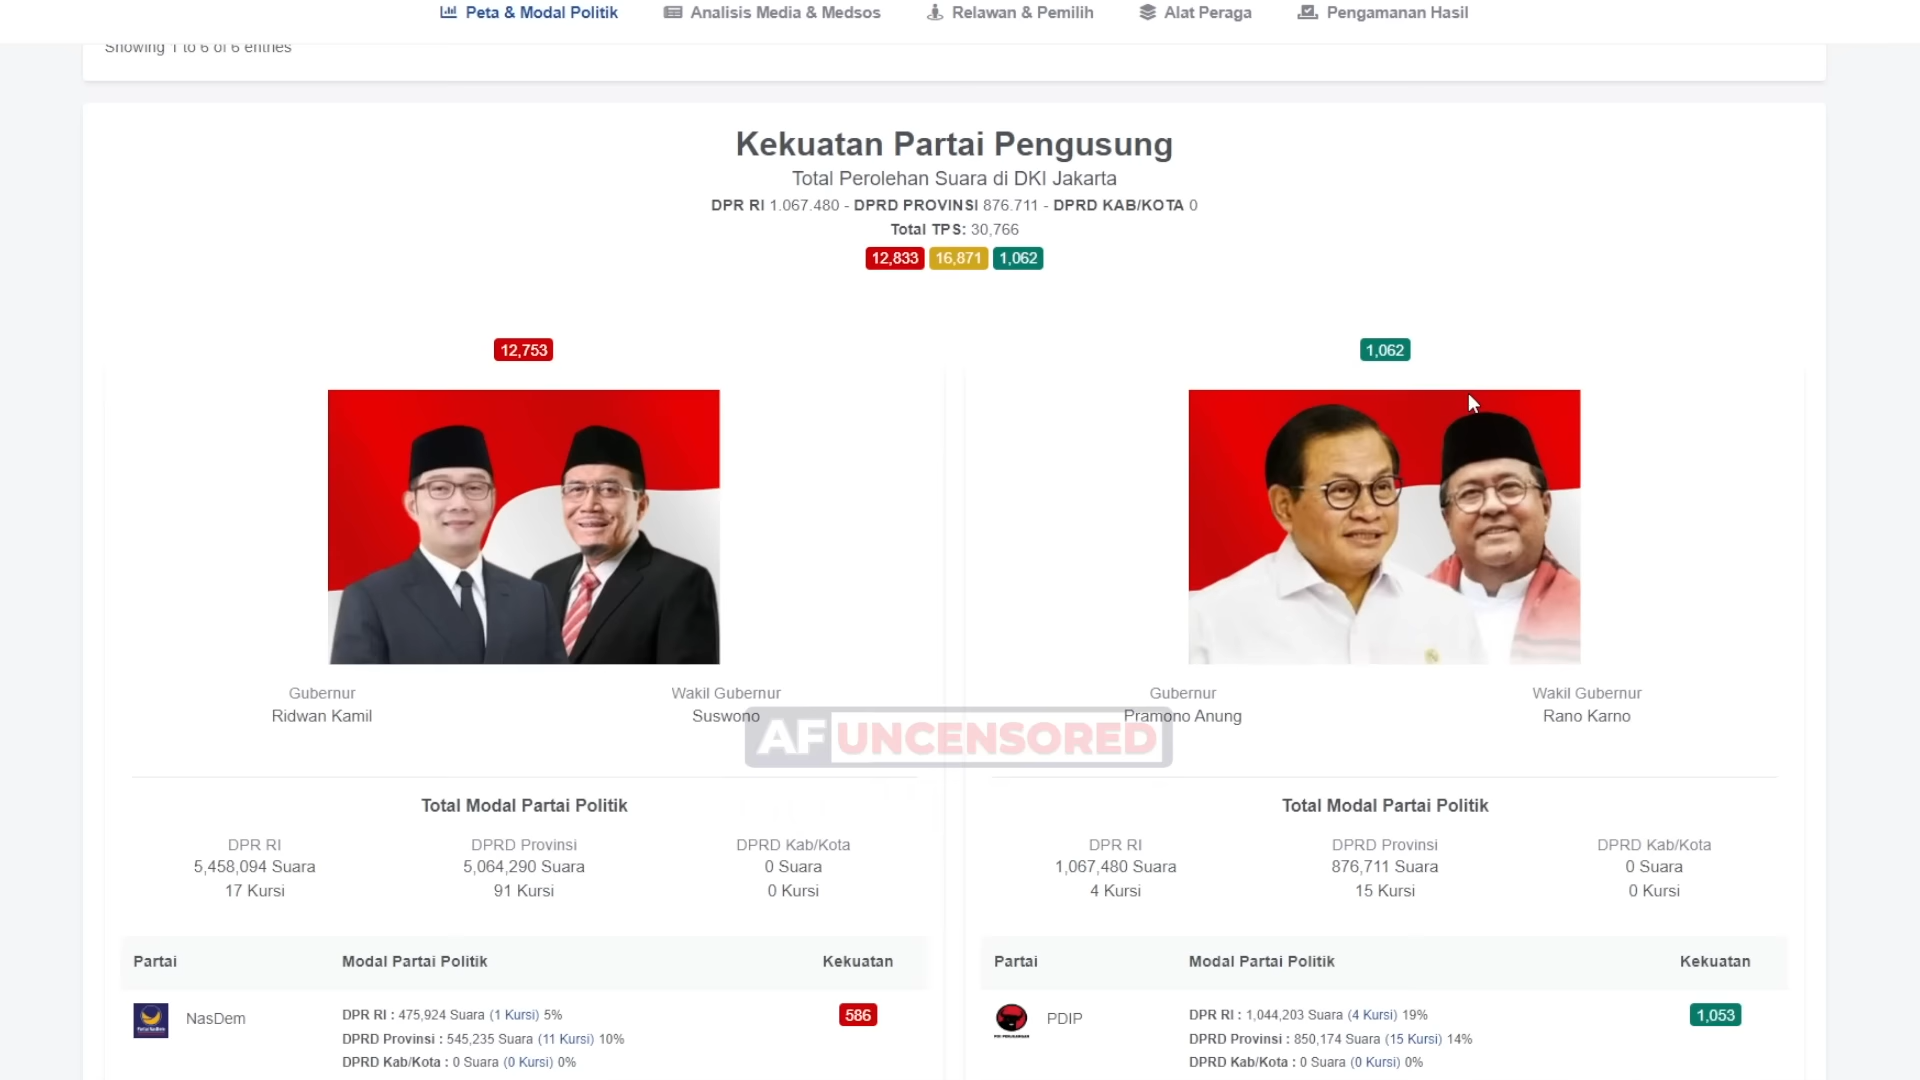 Peta & Modal Politik Analisis Media & Medsos Relawan & Pemilih Alat Peraga Pengamanan Hasil
Showing 1 to 6 of 6 entries
Kekuatan Partai Pengusung
Total Perolehan Suara di DKI Jakarta
DPR RI 1.067.480 - DPRD PROVINSI 876.711 - DPRD KAB/KOTA 0
Total TPS: 30,766
12,833 16,871 1,062
12,753
Gubernur Wakil Gubernur
Ridwan Kamil Suswono
Total Modal Partai Politik
DPR RI DPRD Provinsi DPRD Kab/Kota
5,458,094 Suara 5,064,290 Suara 0 Suara
17 Kursi 91 Kursi 0 Kursi
Partai Modal Partai Politik Kekuatan
NasDem
DPR RI : 475,924 Suara (1 Kursi) 5%
DPRD Provinsi : 545,235 Suara (11 Kursi) 10%
DPRD Kab/Kota : 0 Suara (0 Kursi) 0%
586
1,062
Gubernur Wakil Gubernur
Pramono Anung Rano Karno
Total Modal Partai Politik
DPR RI DPRD Provinsi DPRD Kab/Kota
1,067,480 Suara 876,711 Suara 0 Suara
4 Kursi 15 Kursi 0 Kursi
Partai Modal Partai Politik Kekuatan
PDIP
DPR RI : 1,044,203 Suara (4 Kursi) 19%
DPRD Provinsi : 850,174 Suara (15 Kursi) 14%
DPRD Kab/Kota : 0 Suara (0 Kursi) 0%
1,053
AF UNCENSORED